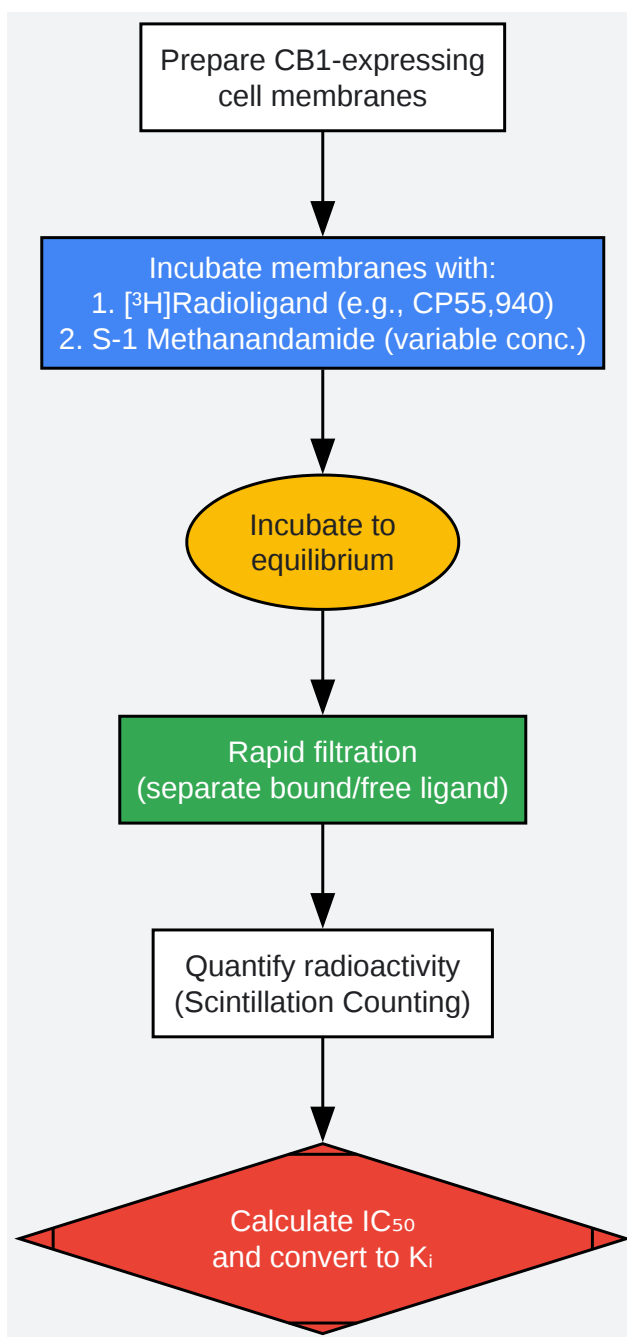 Prepare CB1-expressing
cell membranes
Incubate membranes with:
1. [³H]Radioligand (e.g., CP55,940)
2. S-1 Methanandamide (variable conc.)
Incubate to
equilibrium
Rapid filtration
(separate bound/free ligand)
Quantify radioactivity
(Scintillation Counting)
Calculate IC₅₀
and convert to Kᵢ